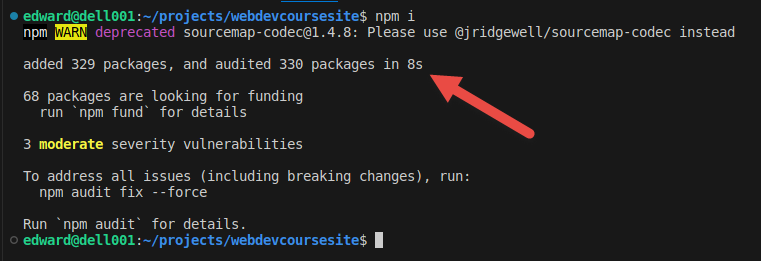 edward@dell001:~/projects/webdevcoursesite$ npm i
npm WARN deprecated sourcemap-codec@1.4.8: Please use @jridgewell/sourcemap-codec instead
added 329 packages, and audited 330 packages in 8s
68 packages are looking for funding
run `npm fund` for details
3 moderate severity vulnerabilities
To address all issues (including breaking changes), run:
npm audit fix --force
Run `npm audit` for details.
edward@dell001:~/projects/webdevcoursesite$